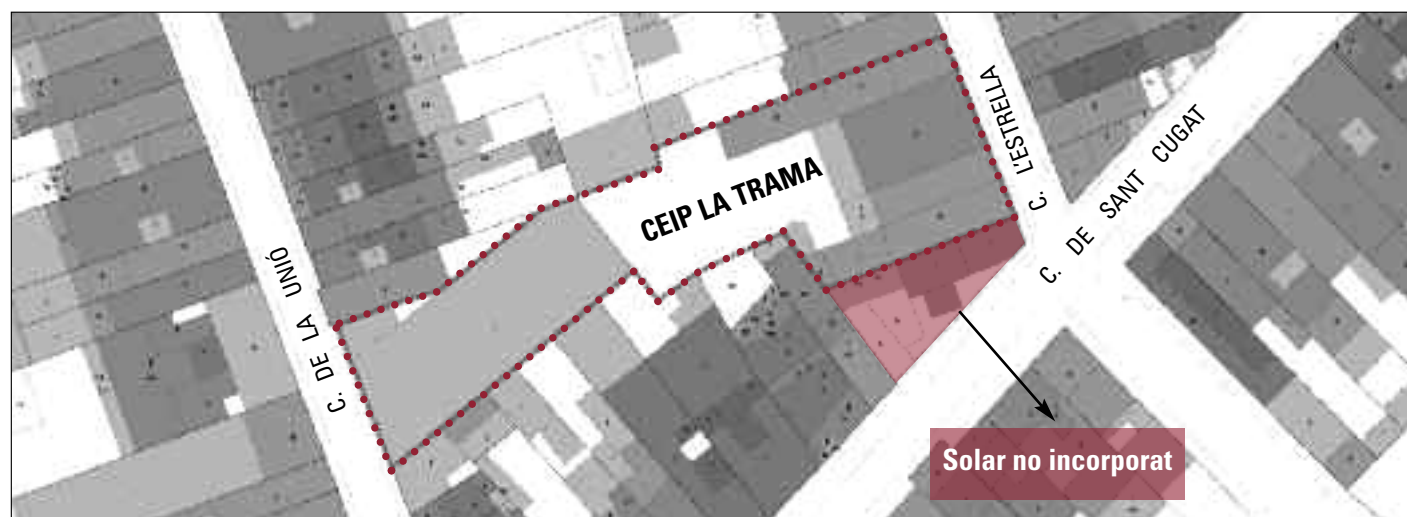 C. DE LA UNIÓ
CEIP LA TRAMA
C. L'ESTRELLA
C. DE SANT CUGAT
Solar no incorporat